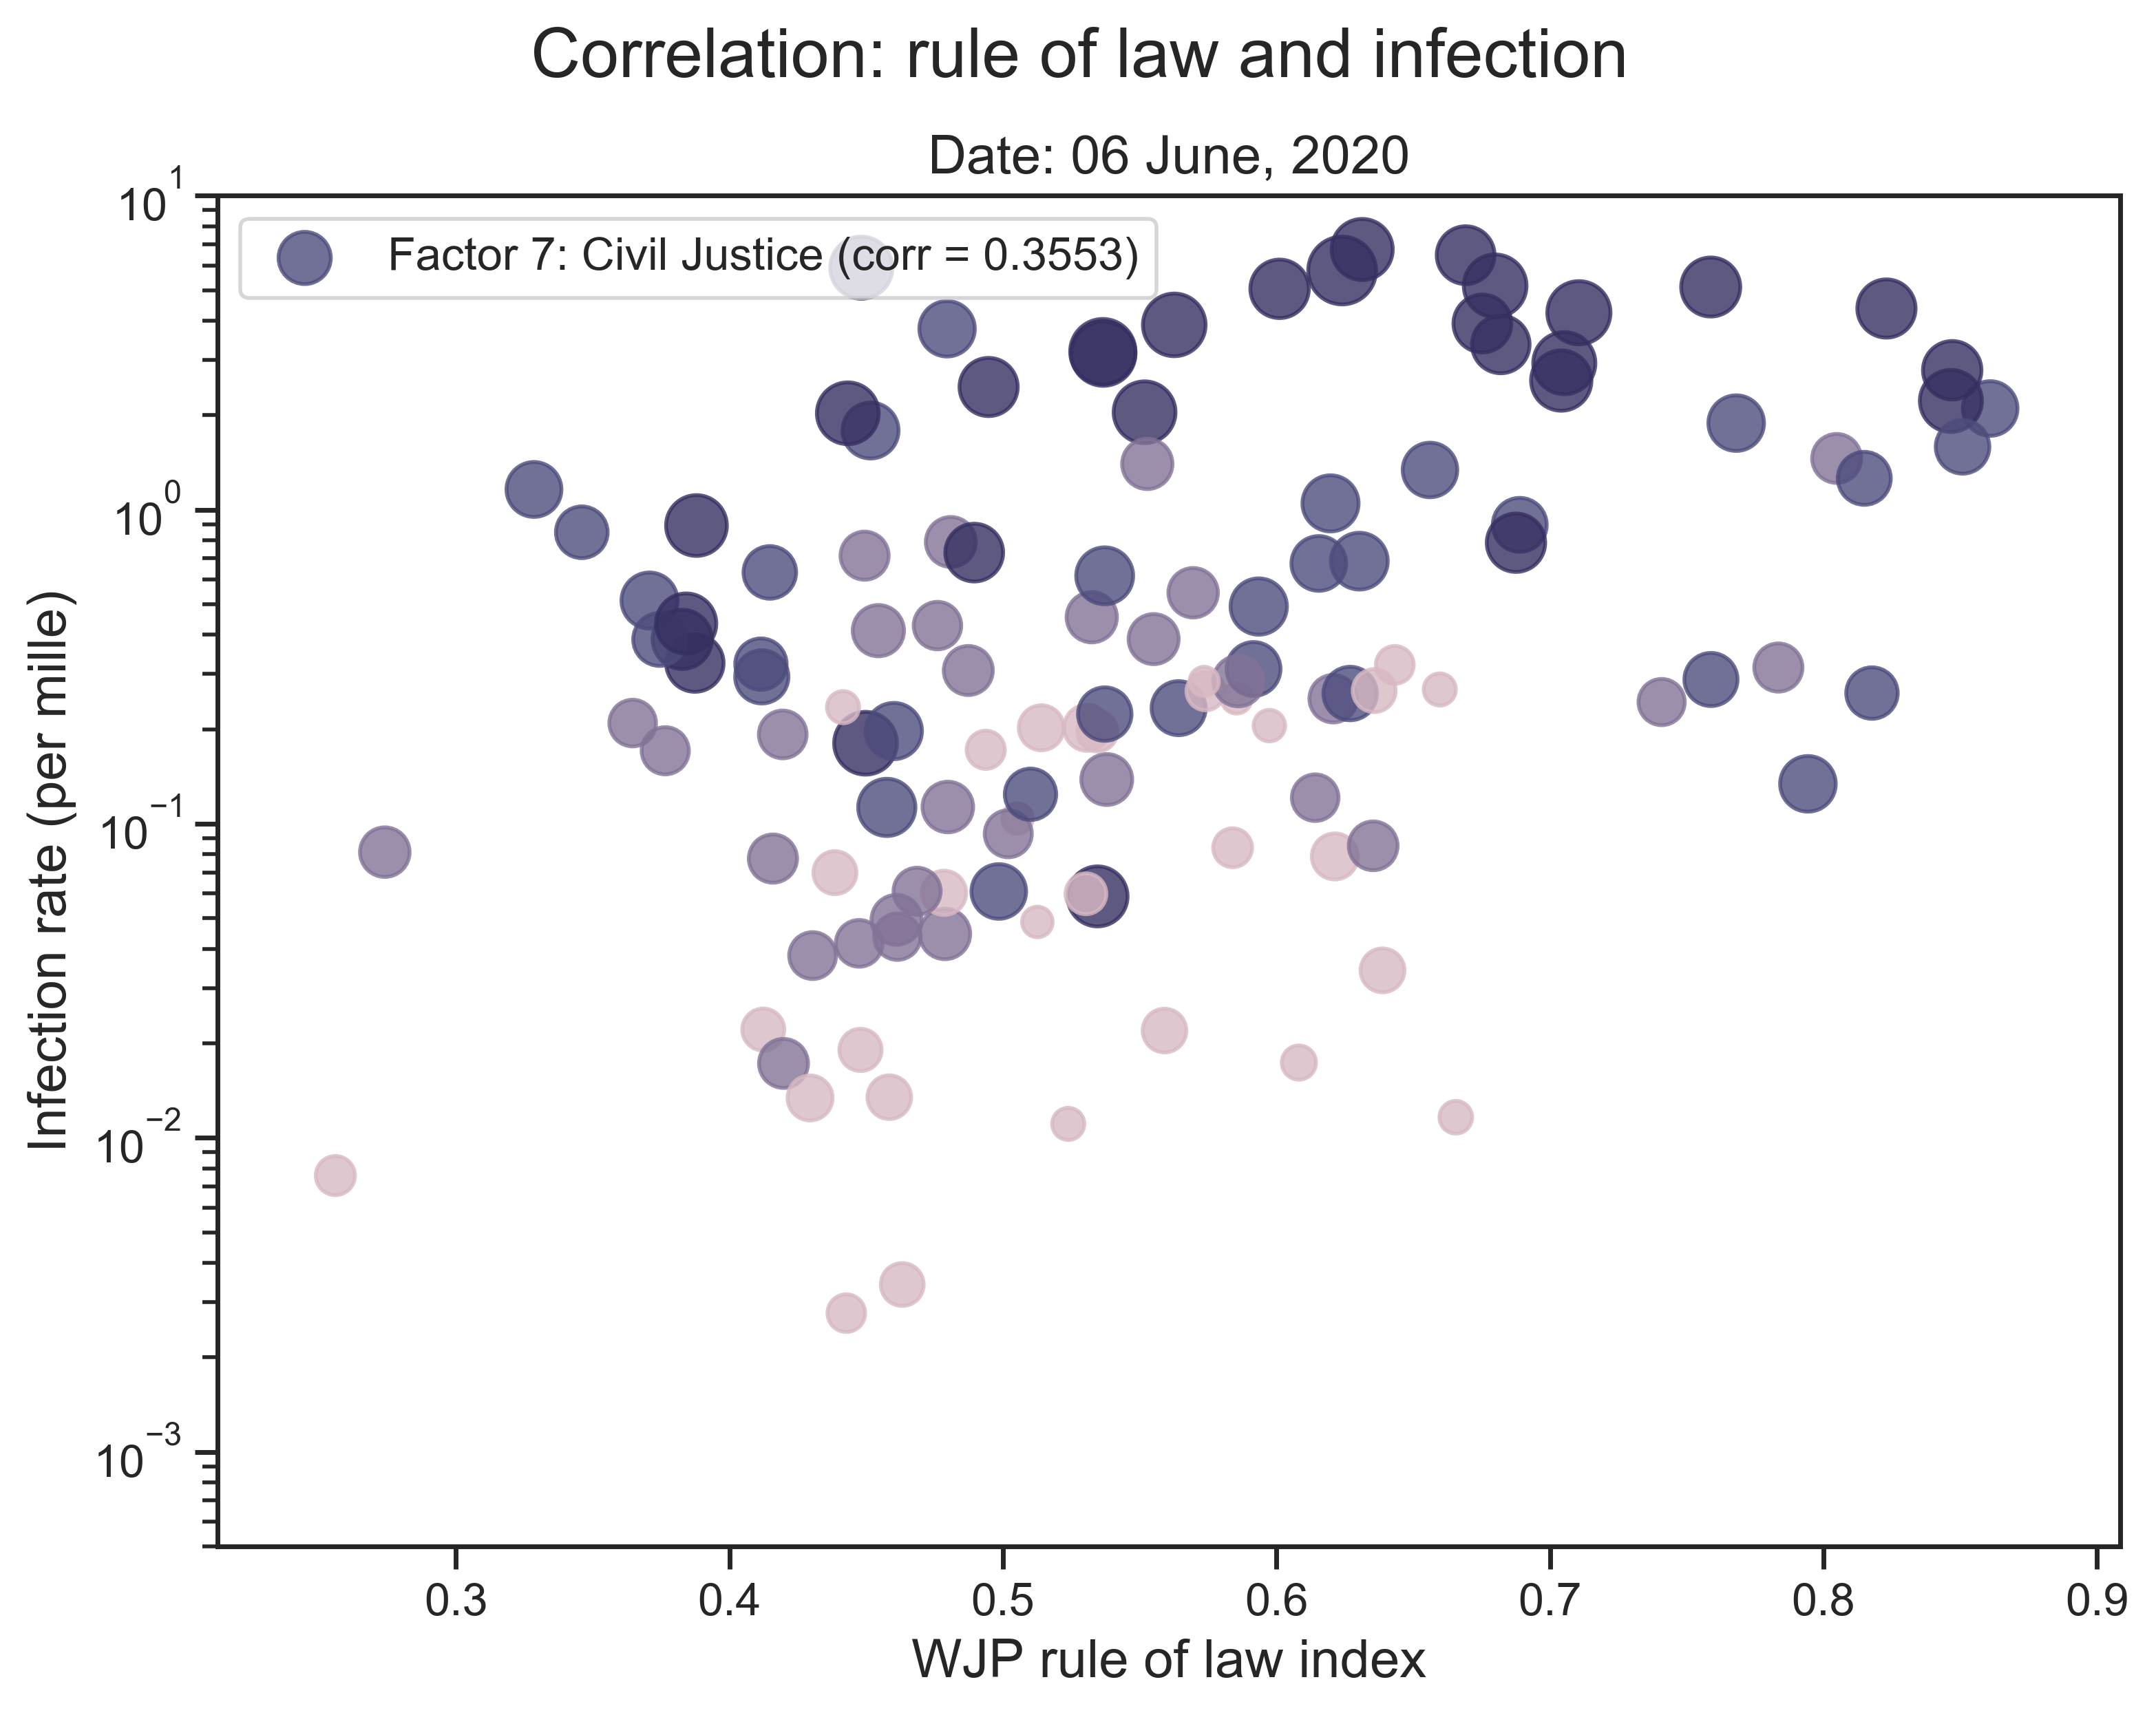 Correlation: rule of law and infection
Date: 06 June, 2020
Factor 7: Civil Justice (corr = 0.3553)
Infection rate (per mille)
10^1
10^0
10^−1
10^−2
10^−3
0.3 0.4 0.5 0.6 0.7 0.8 0.9
WJP rule of law index